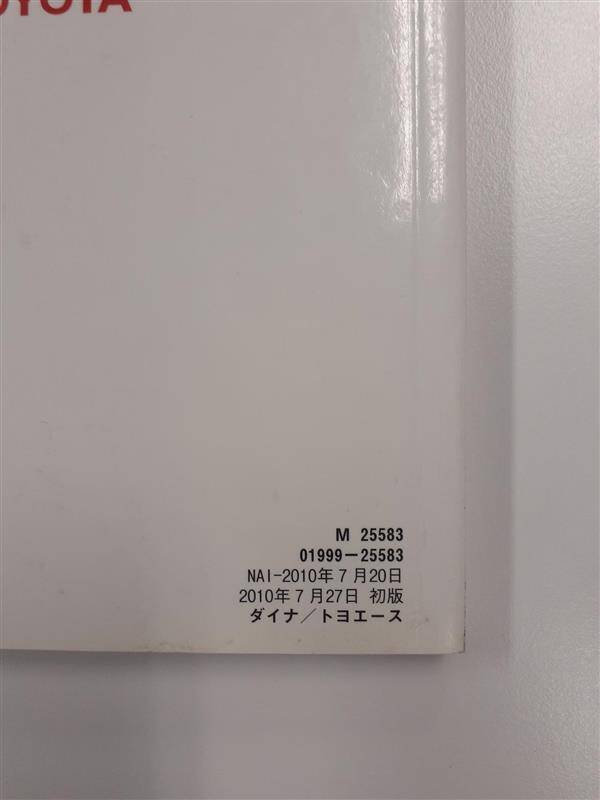 TOYOTA
M 25583
01999-25583
NAI-2010年7月20日
2010年7月27日 初版
ダイナ/トヨエース